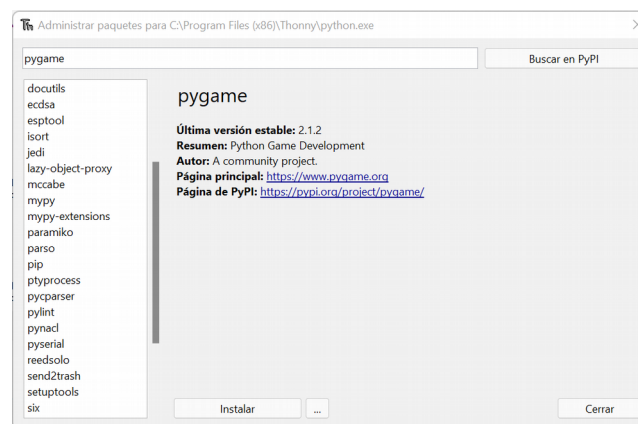 Administrar paquetes para C:\Program Files (x86)\Thonny\python.exe
pygame
Buscar en PyPI
docutils
ecdsa
esptool
isort
jedi
lazy-object-proxy
mccabe
mypy
mypy-extensions
paramiko
parso
pip
ptyprocess
pycparser
pylint
pynacl
pyserial
reedsolo
send2trash
setuptools
six
pygame
Última versión estable: 2.1.2
Resumen: Python Game Development
Autor: A community project.
Página principal: https://www.pygame.org
Página de PyPI: https://pypi.org/project/pygame/
Instalar
...
Cerrar